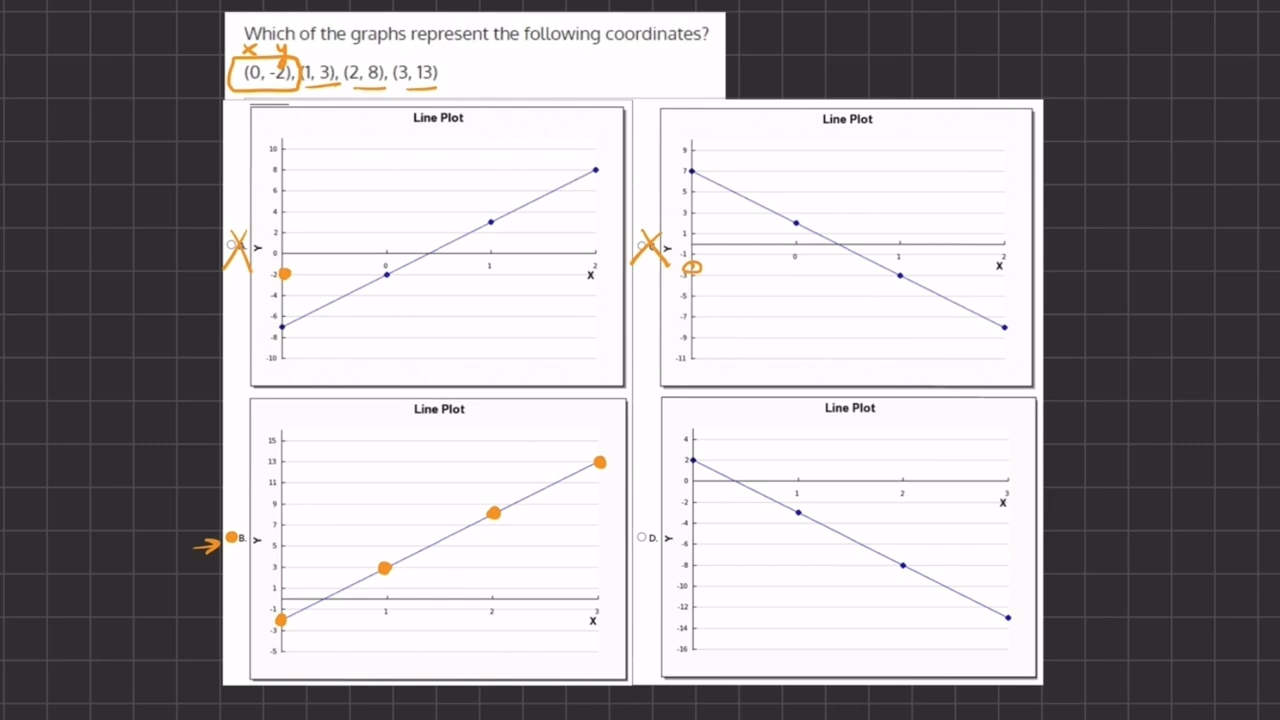 Which of the graphs represent the following coordinates?
x y
(0, -2), (1, 3), (2, 8), (3, 13)
Line Plot
10
8
6
4
2
0
-2
-4
-6
-8
-10
0 1 2
X
Y
A.
Line Plot
9
7
5
3
1
-1
-3
-5
-7
-9
-11
0 1 2
X
Y
C.
Line Plot
15
13
11
9
7
5
3
1
-1
-3
-5
1 2 3
X
Y
B.
Line Plot
4
2
0
-2
-4
-6
-8
-10
-12
-14
-16
1 2 3
X
Y
D.